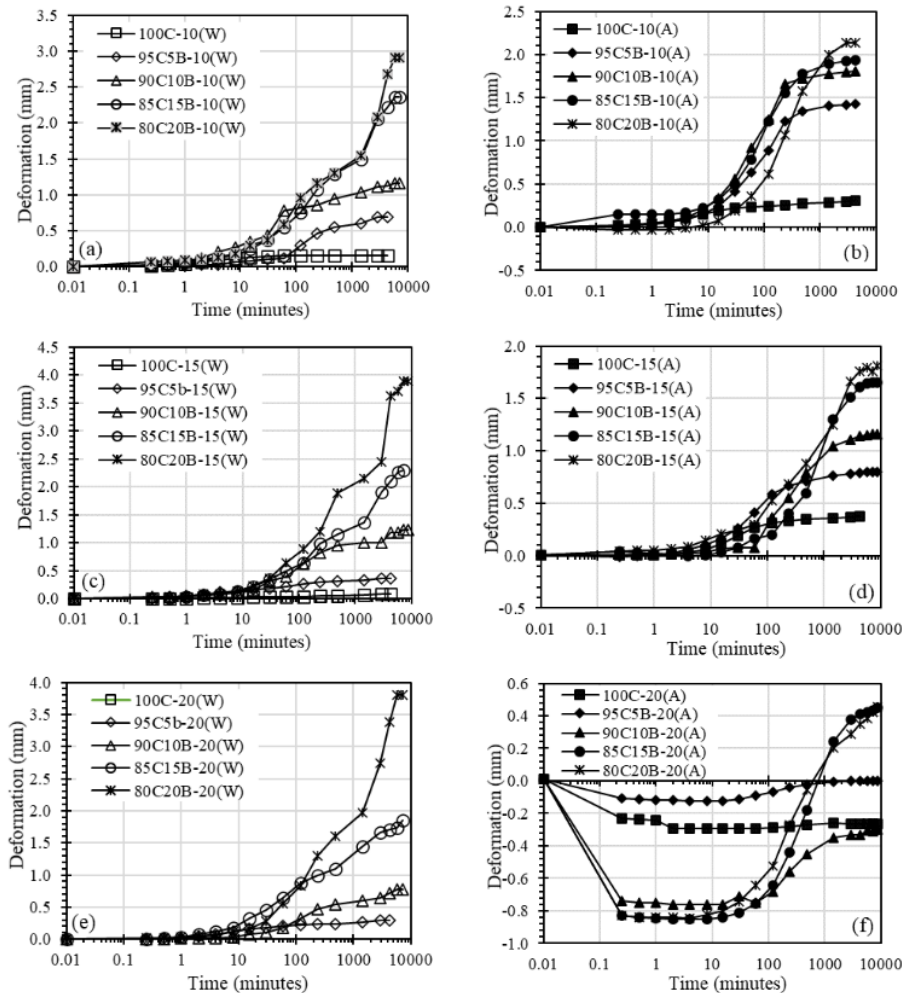 3.5
3.0
2.5
2.0
1.5
1.0
0.5
0.0
Deformation (mm)
100C-10(W)
95C5B-10(W)
90C10B-10(W)
85C15B-10(W)
80C20B-10(W)
(a)
0.01 0.1 1 10 100 1000 10000
Time (minutes)
2.5
2.0
1.5
1.0
0.5
0.0
-0.5
Deformation (mm)
100C-10(A)
95C5B-10(A)
90C10B-10(A)
85C15B-10(A)
80C20B-10(A)
(b)
0.01 0.1 1 10 100 1000 10000
Time (minutes)
4.5
4.0
3.5
3.0
2.5
2.0
1.5
1.0
0.5
0.0
Deformation (mm)
100C-15(W)
95C5b-15(W)
90C10B-15(W)
85C15B-15(W)
80C20B-15(W)
(c)
0.01 0.1 1 10 100 1000 10000
Time (minutes)
2.0
1.5
1.0
0.5
0.0
-0.5
Deformation (mm)
100C-15(A)
95C5B-15(A)
90C10B-15(A)
85C15B-15(A)
80C20B-15(A)
(d)
0.01 0.1 1 10 100 1000 10000
Time (minutes)
4.0
3.5
3.0
2.5
2.0
1.5
1.0
0.5
0.0
Deformation (mm)
100C-20(W)
95C5b-20(W)
90C10B-20(W)
85C15B-20(W)
80C20B-20(W)
(e)
0.01 0.1 1 10 100 1000 10000
Time (minutes)
0.6
0.4
0.2
0.0
-0.2
-0.4
-0.6
-0.8
-1.0
Deformation (mm)
100C-20(A)
95C5B-20(A)
90C10B-20(A)
85C15B-20(A)
80C20B-20(A)
(f)
0.01 0.1 1 10 100 1000 10000
Time (minutes)